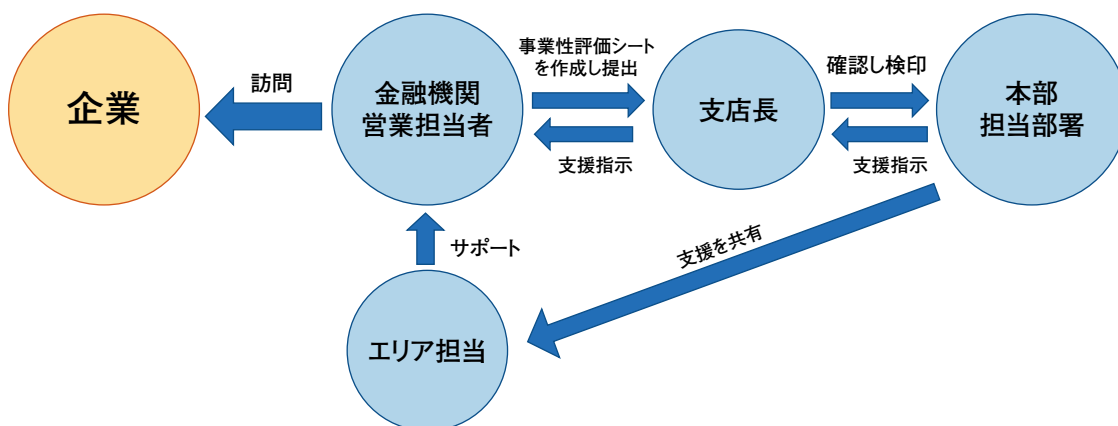 企業
訪問
金融機関
営業担当者
事業性評価シート
を作成し提出
支援指示
支店長
確認し検印
支援指示
本部
担当部署
サポート
支援を共有
エリア担当